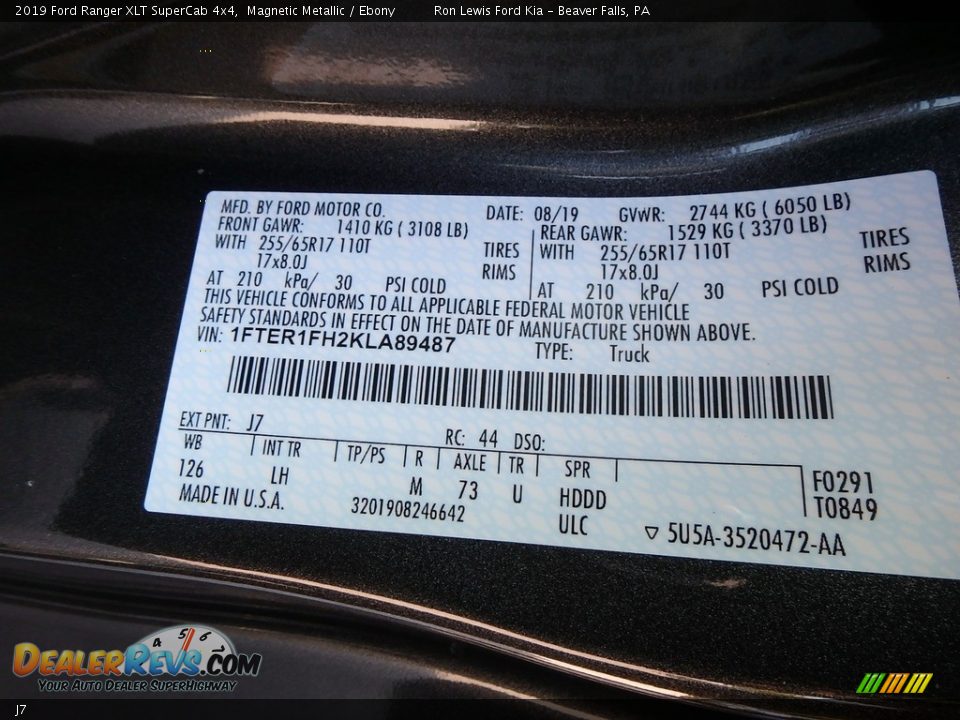 2019 Ford Ranger XLT SuperCab 4x4, Magnetic Metallic / Ebony Ron Lewis Ford Kia - Beaver Falls, PA
MFD. BY FORD MOTOR CO. DATE: 08/19 GVWR: 2744 KG ( 6050 LB)
FRONT GAWR: 1410 KG ( 3108 LB) REAR GAWR: 1529 KG ( 3370 LB)
WITH 255/65R17 110T TIRES WITH 255/65R17 110T TIRES
17x8.0J RIMS 17x8.0J RIMS
AT 210 kPa/ 30 PSI COLD AT 210 kPa/ 30 PSI COLD
THIS VEHICLE CONFORMS TO ALL APPLICABLE FEDERAL MOTOR VEHICLE
SAFETY STANDARDS IN EFFECT ON THE DATE OF MANUFACTURE SHOWN ABOVE.
VIN: 1FTER1FH2KLA89487 TYPE: Truck
EXT PNT: J7 RC: 44 DSO:
WB INT TR TP/PS R AXLE TR SPR F0291
126 LH M 73 U HDDD T0849
MADE IN U.S.A. 3201908246642 ULC ▽ 5U5A-3520472-AA
4 5 6
DEALERREVS.COM
YOUR AUTO DEALER SUPERHIGHWAY
J7